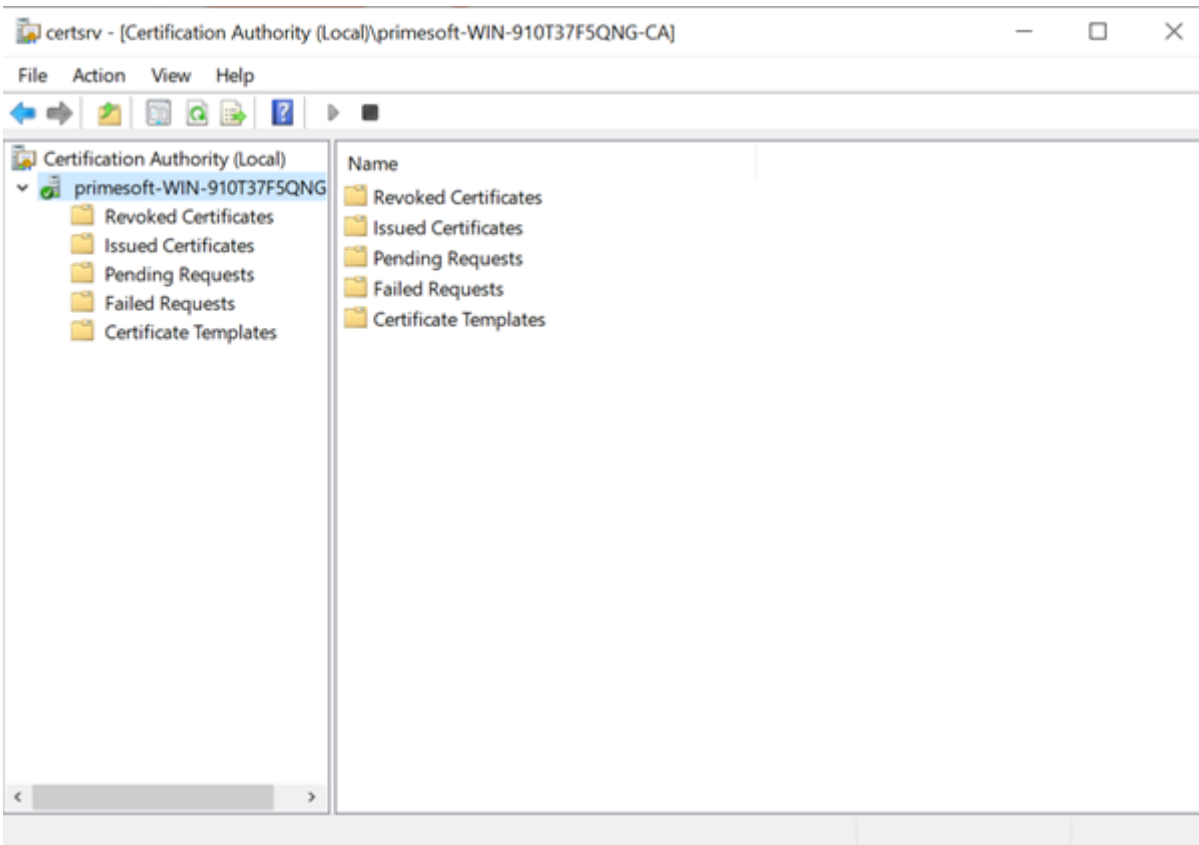 certsrv - [Certification Authority (Local)\primesoft-WIN-910T37F5QNG-CA]
File Action View Help
Certification Authority (Local)
primesoft-WIN-910T37F5QNG
Revoked Certificates
Issued Certificates
Pending Requests
Failed Requests
Certificate Templates
Name
Revoked Certificates
Issued Certificates
Pending Requests
Failed Requests
Certificate Templates